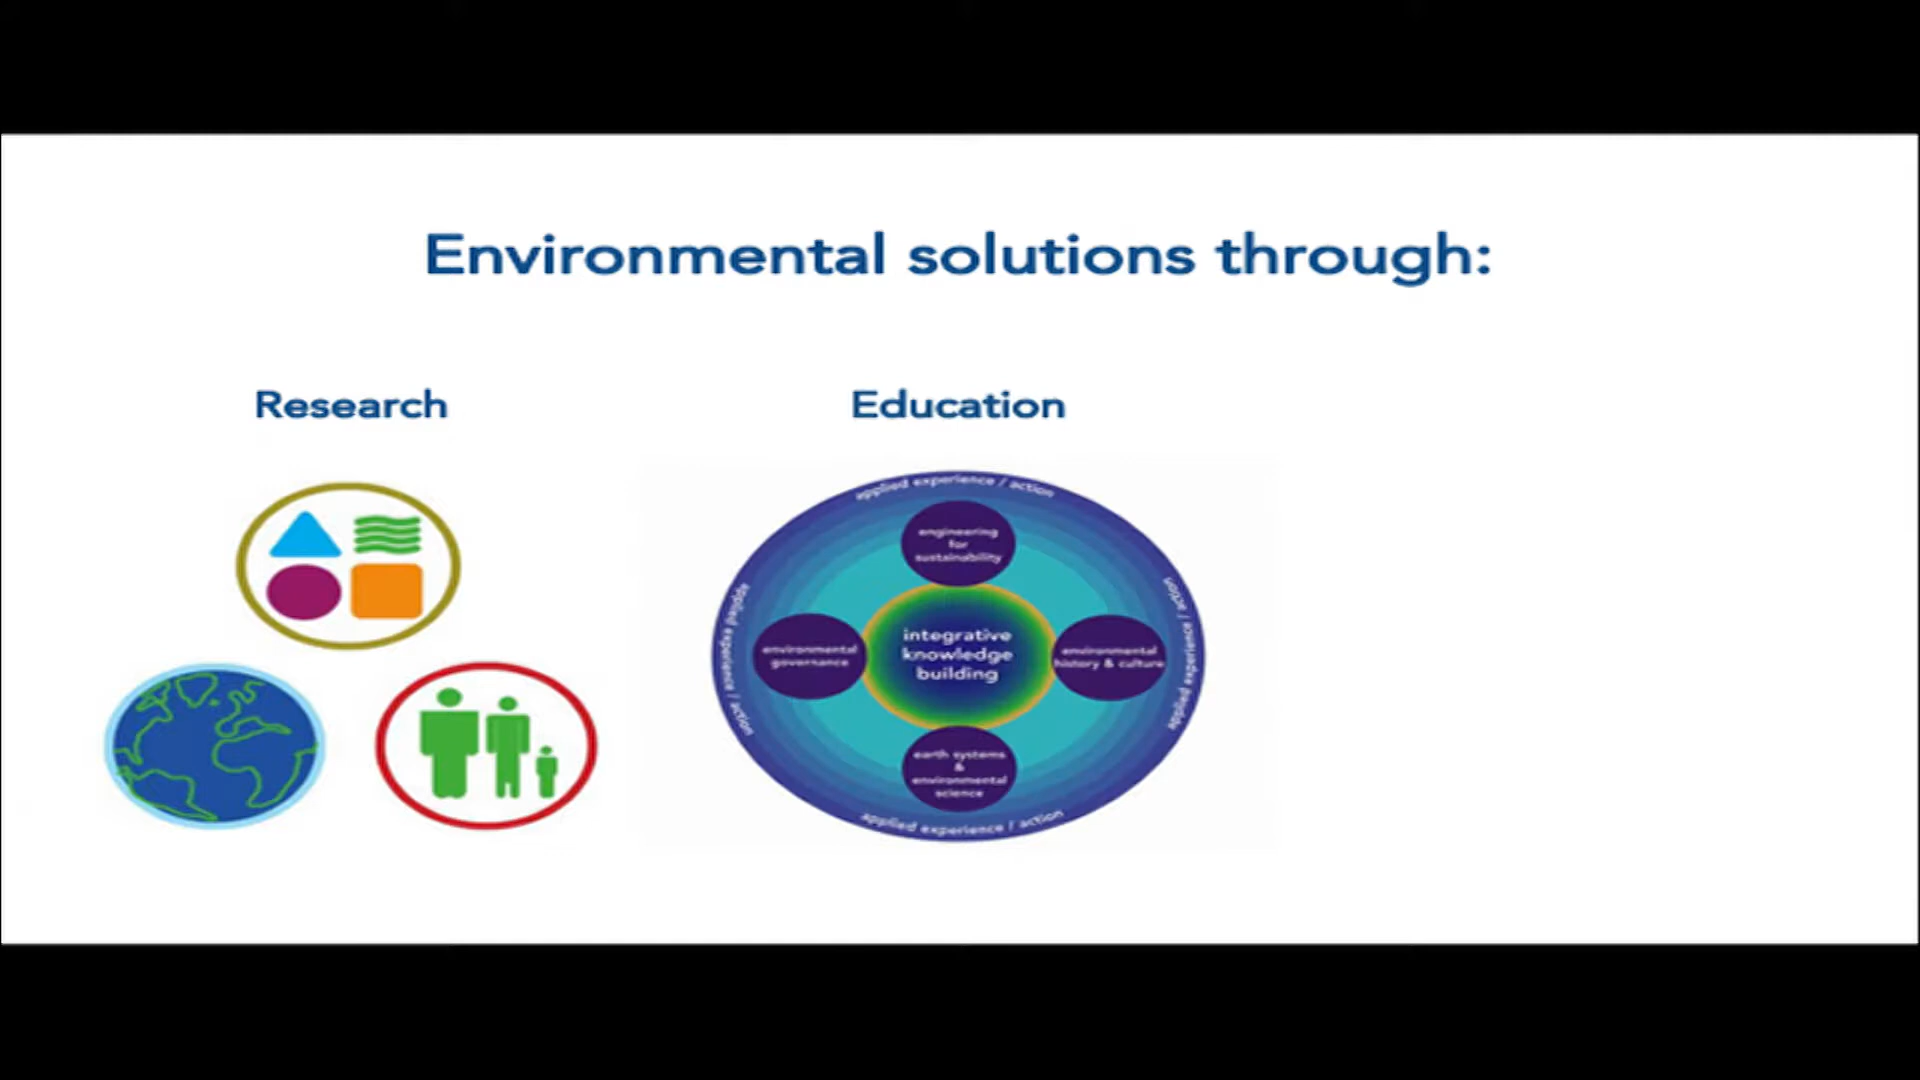 Environmental solutions through:
Research
Education
applied experience / action
engineering
for
sustainability
applied experience / action
environmental
governance
integrative
knowledge
building
environmental
history & culture
applied experience / action
earth systems
&
environmental
science
applied experience / action